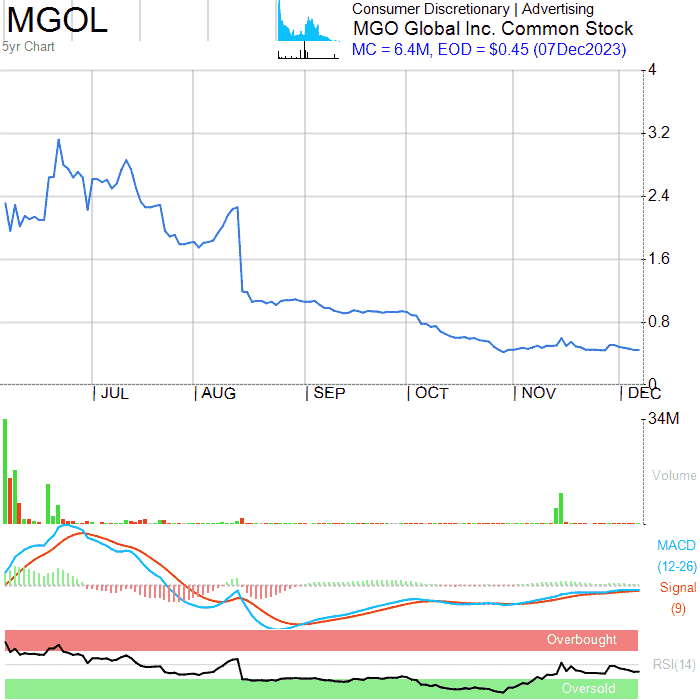 MGOL
5yr Chart
Consumer Discretionary | Advertising
MGO Global Inc. Common Stock
MC = 6.4M, EOD = $0.45 (07Dec2023)
4
3.2
2.4
1.6
0.8
0
JUL
AUG
SEP
OCT
NOV
DEC
34M
Volume
MACD
(12-26)
Signal
(9)
Overbought
RSI(14)
Oversold